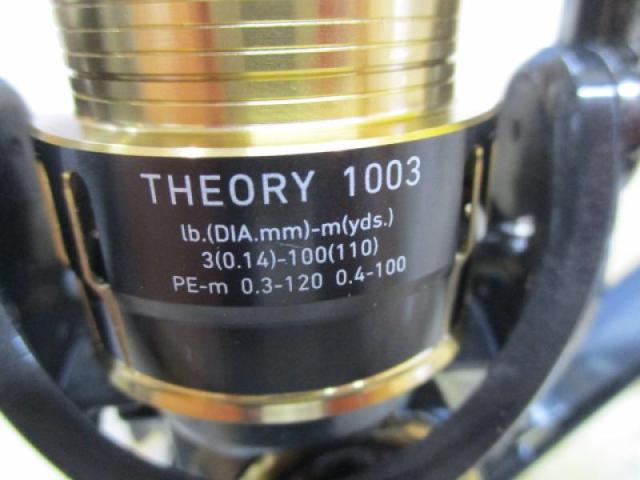 THEORY 1003
lb.(DIA.mm)-m(yds.)
3(0.14)-100(110)
PE-m 0.3-120 0.4-100